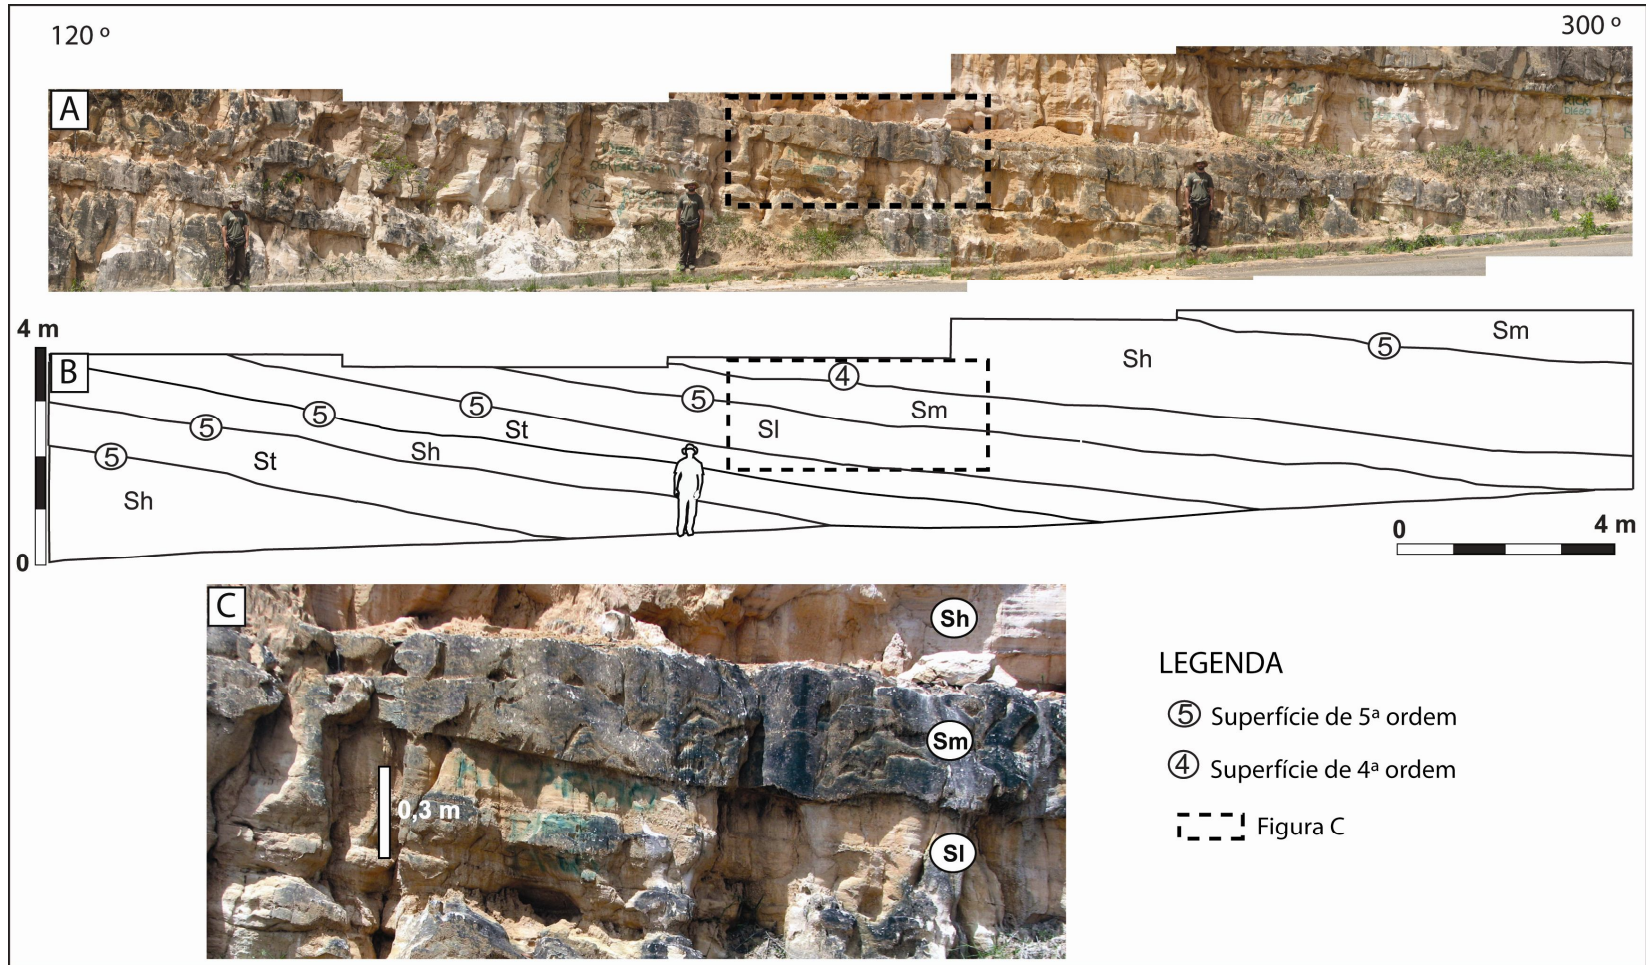 120 º
300 º
A
4 m
B
0
5
5
5
5
5
5
4
Sh
St
Sh
St
Sl
Sm
Sh
Sm
0
4 m
C
Sh
Sm
Sl
0,3 m
LEGENDA
5 Superfície de 5ª ordem
4 Superfície de 4ª ordem
Figura C